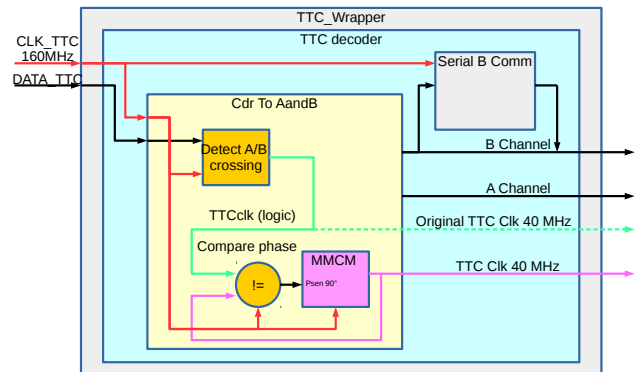 TTC_Wrapper
TTC decoder
CLK_TTC
160MHz
DATA_TTC
Serial B Comm
Cdr To AandB
Detect A/B
crossing
B Channel
A Channel
TTCclk (logic)
Original TTC Clk 40 MHz
Compare phase
MMCM
TTC Clk 40 MHz
!=
Psen 90°